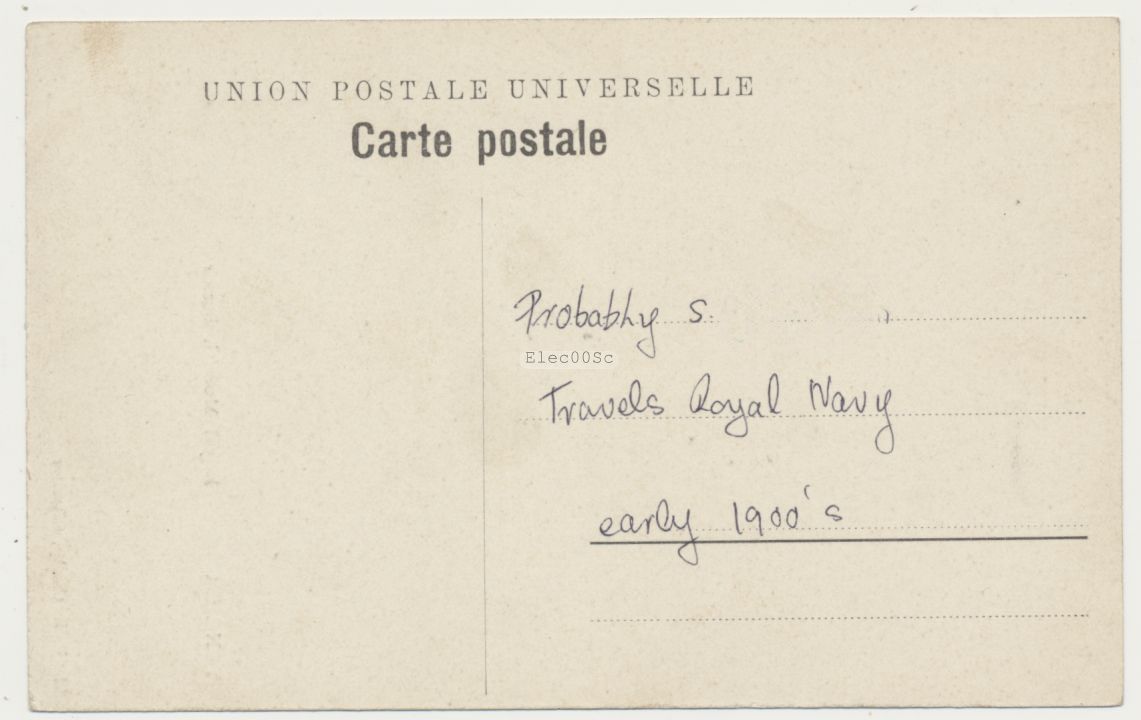 UNION POSTALE UNIVERSELLE
Carte postale
Probably S.
Elec00Sc
Travels Royal Navy
early 1900's